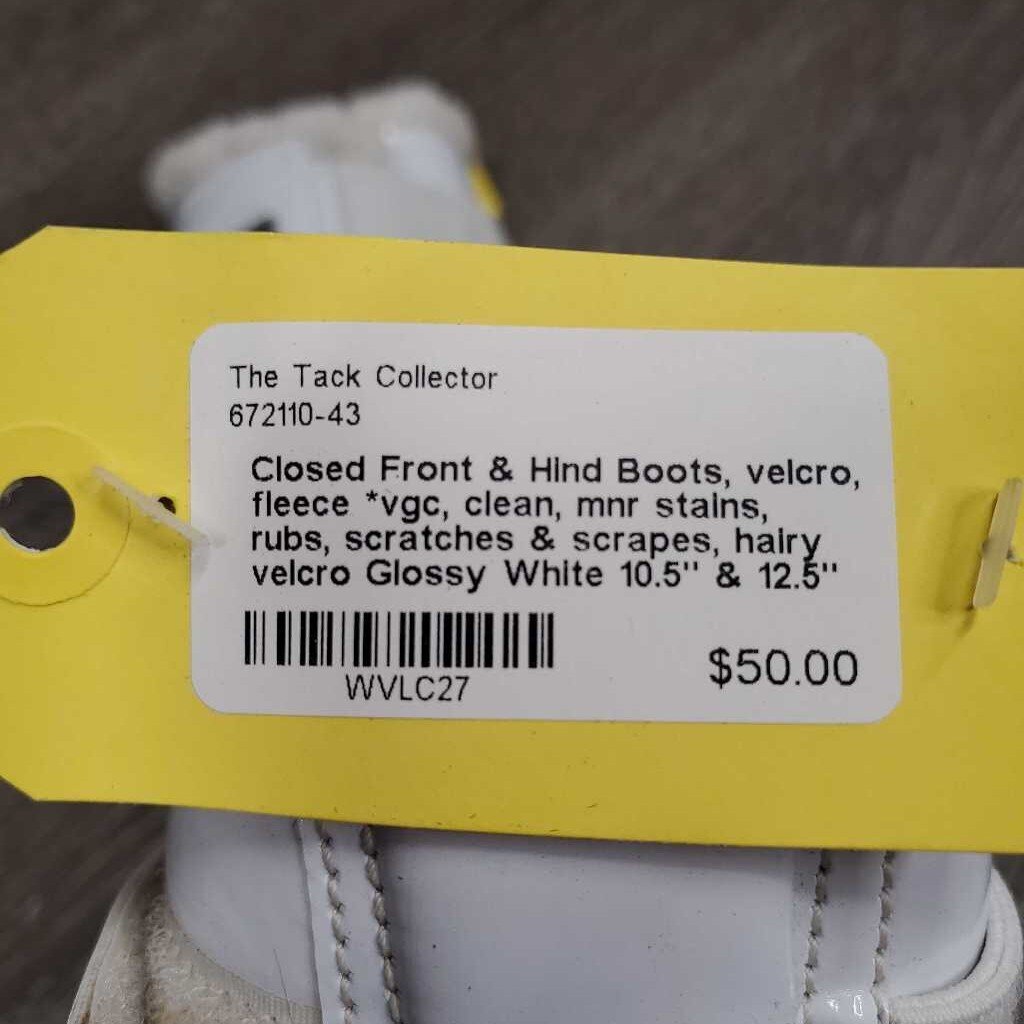 The Tack Collector
672110-43
Closed Front & Hind Boots, velcro,
fleece *vgc, clean, mnr stains,
rubs, scratches & scrapes, hairy
velcro Glossy White 10.5" & 12.5"
WVLC27
$50.00